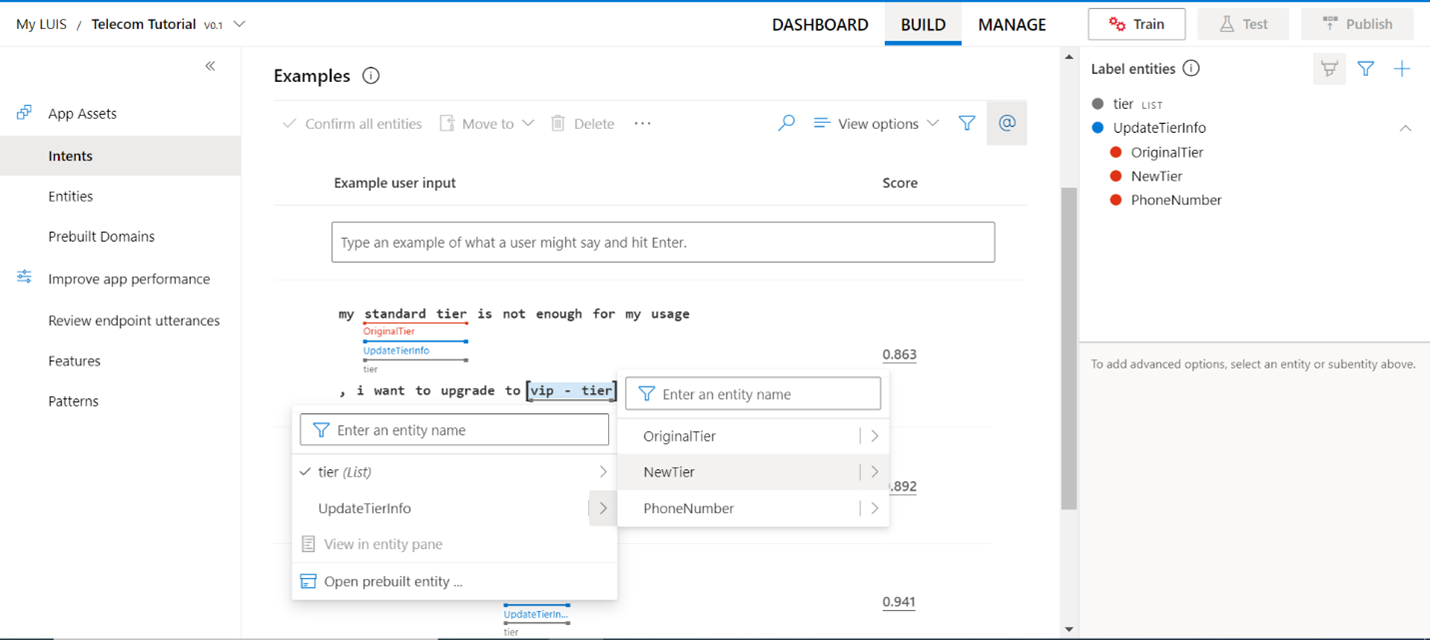 My LUIS / Telecom Tutorial V0.1
DASHBOARD BUILD MANAGE Train Test Publish
App Assets
Intents
Entities
Prebuilt Domains
Improve app performance
Review endpoint utterances
Features
Patterns
Examples
Confirm all entities Move to Delete ... View options @
Example user input Score
Type an example of what a user might say and hit Enter.
my standard tier is not enough for my usage
OriginalTier
UpdateTierInfo
tier
0.863
, i want to upgrade to vip - tier
Enter an entity name
tier (List)
UpdateTierInfo
View in entity pane
Open prebuilt entity ...
Enter an entity name
OriginalTier
NewTier
PhoneNumber
.892
UpdateTierIn...
tier
0.941
Label entities
tier LIST
UpdateTierInfo
OriginalTier
NewTier
PhoneNumber
To add advanced options, select an entity or subentity above.